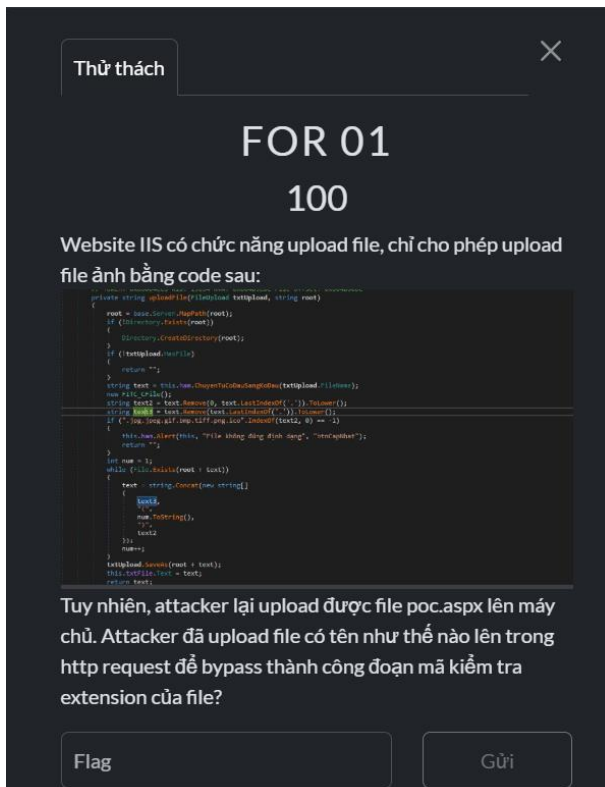 Thử thách
FOR 01
100
Website IIS có chức năng upload file, chỉ cho phép upload
file ảnh bằng code sau:
private string uploadFile(FileUpload txtUpload, string root)
{
root = base.Server.MapPath(root);
if (!Directory.Exists(root))
{
Directory.CreateDirectory(root);
}
if (!txtUpload.HasFile)
{
return "";
}
string text = this.ham.ChuyenTuCoDauSangKoDau(txtUpload.FileName);
new FITC_CFile();
string text2 = text.Remove(0, text.LastIndexOf('.')).ToLower();
string text3 = text.Remove(text.LastIndexOf('.')).ToLower();
if (".jpg.jpeg.gif.bmp.tiff.png.ico".IndexOf(text2, 0) == -1)
{
this.ham.Alert(this, "File không đúng định dạng", "btnCapNhat");
return "";
}
int num = 1;
while (File.Exists(root + text))
{
text = string.Concat(new string[]
{
text3,
"(",
num.ToString(),
")",
text2
});
num++;
}
txtUpload.SaveAs(root + text);
this.txtFile.Text = text;
return text;
Tuy nhiên, attacker lại upload được file poc.aspx lên máy
chủ. Attacker đã upload file có tên như thế nào lên trong
http request để bypass thành công đoạn mã kiểm tra
extension của file?
Flag
Gửi